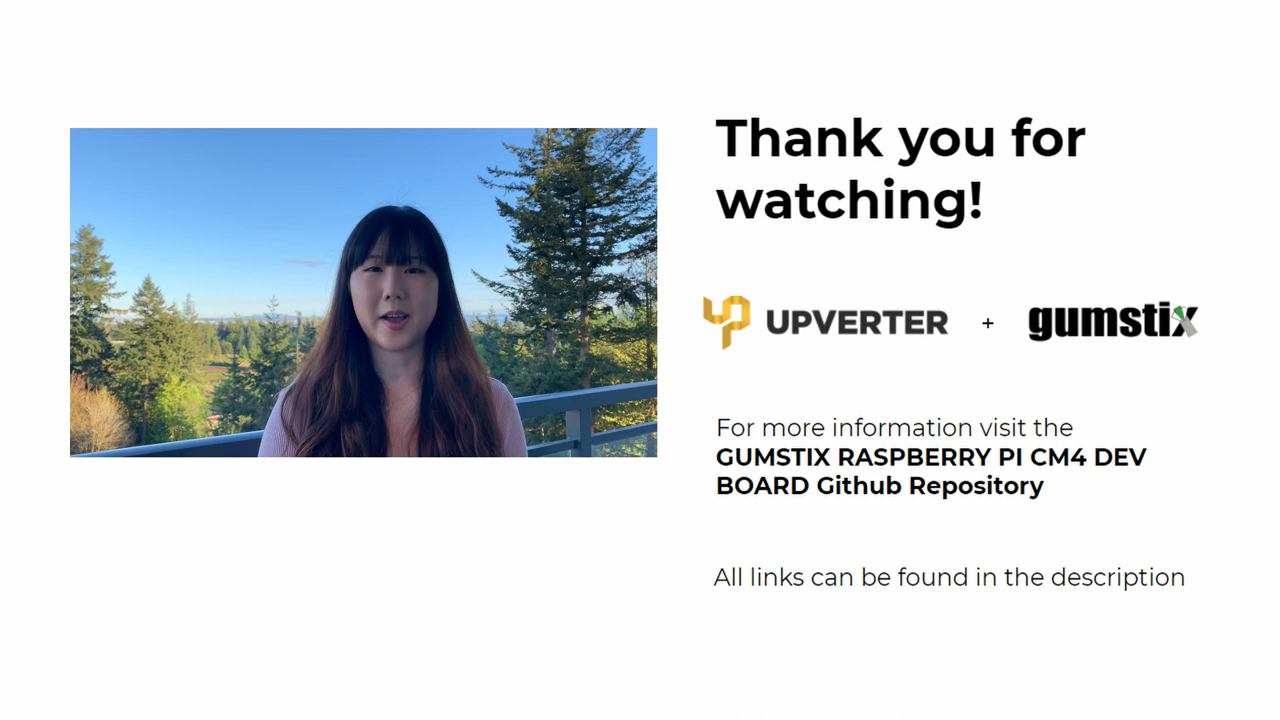 Thank you for
watching!
UPVERTER + gumstix
For more information visit the
GUMSTIX RASPBERRY PI CM4 DEV
BOARD Github Repository
All links can be found in the description